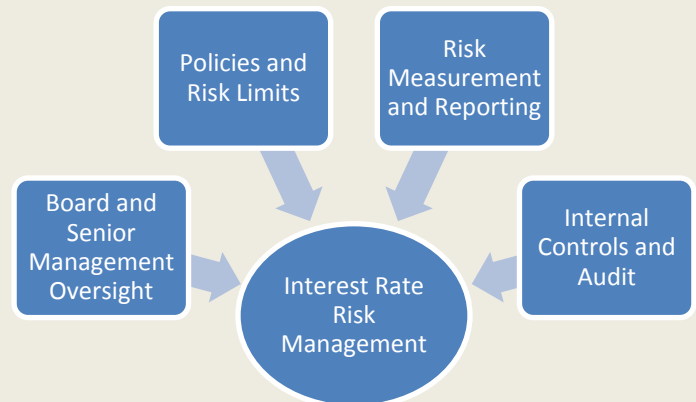 Policies and
Risk Limits
Risk
Measurement
and Reporting
Board and
Senior
Management
Oversight
Internal
Controls and
Audit
Interest Rate
Risk
Management